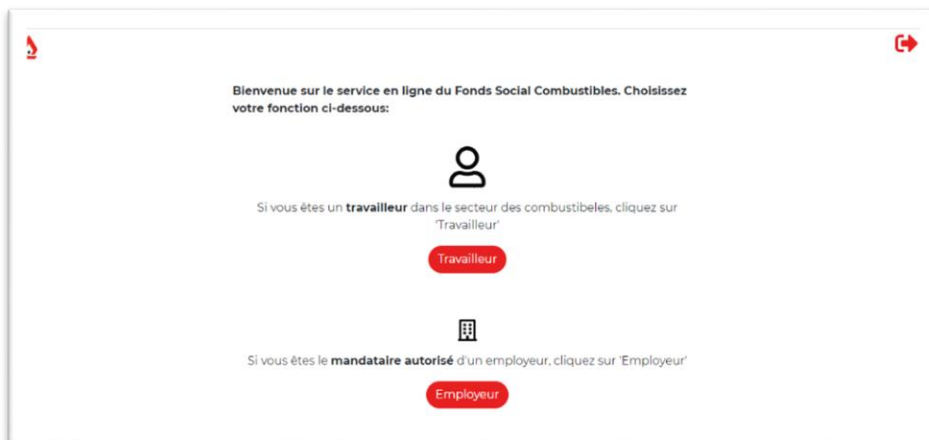 Bienvenue sur le service en ligne du Fonds Social Combustibles. Choisissez
votre fonction ci-dessous:
Si vous êtes un travailleur dans le secteur des combustibeles, cliquez sur
'Travailleur'
Travailleur
Si vous êtes le mandataire autorisé d'un employeur, cliquez sur 'Employeur'
Employeur